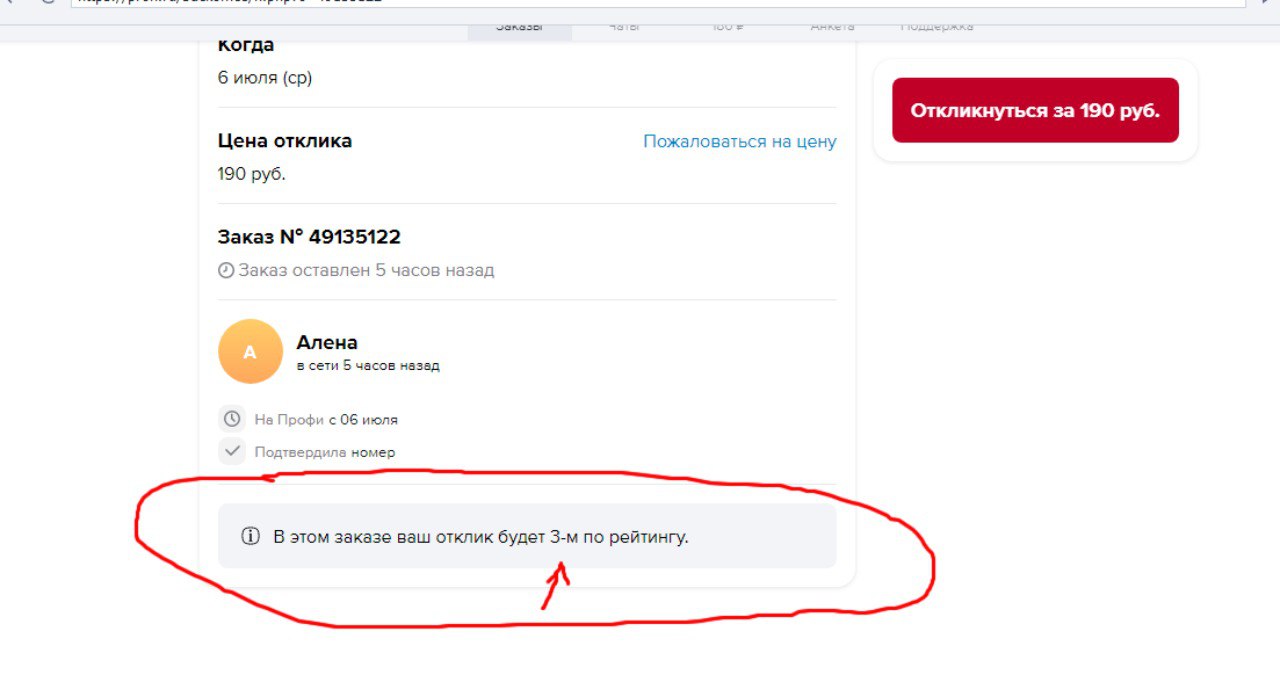 Заказы
Чаты
Анкета
Поддержка
Когда
6 июля (ср)
Цена отклика
Пожаловаться на цену
190 руб.
Откликнуться за 190 руб.
Заказ № 49135122
Заказ оставлен 5 часов назад
А
Алена
в сети 5 часов назад
На Профи с 06 июля
Подтвердила номер
В этом заказе ваш отклик будет 3-м по рейтингу.